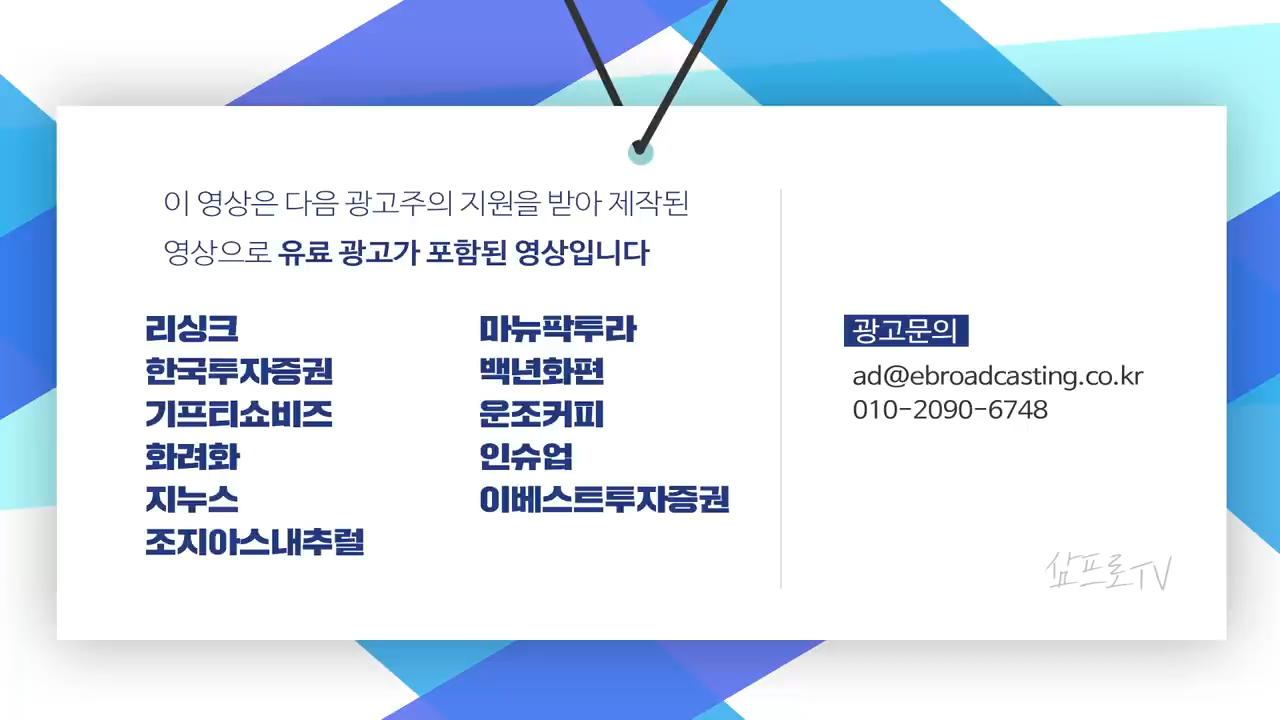 이 영상은 다음 광고주의 지원을 받아 제작된
영상으로 유료 광고가 포함된 영상입니다
리싱크
한국투자증권
기프티쇼비즈
화려화
지누스
조지아스내추럴
마뉴팍투라
백년화편
운조커피
인슈업
이베스트투자증권
광고문의
ad@ebroadcasting.co.kr
010-2090-6748
삼프로TV